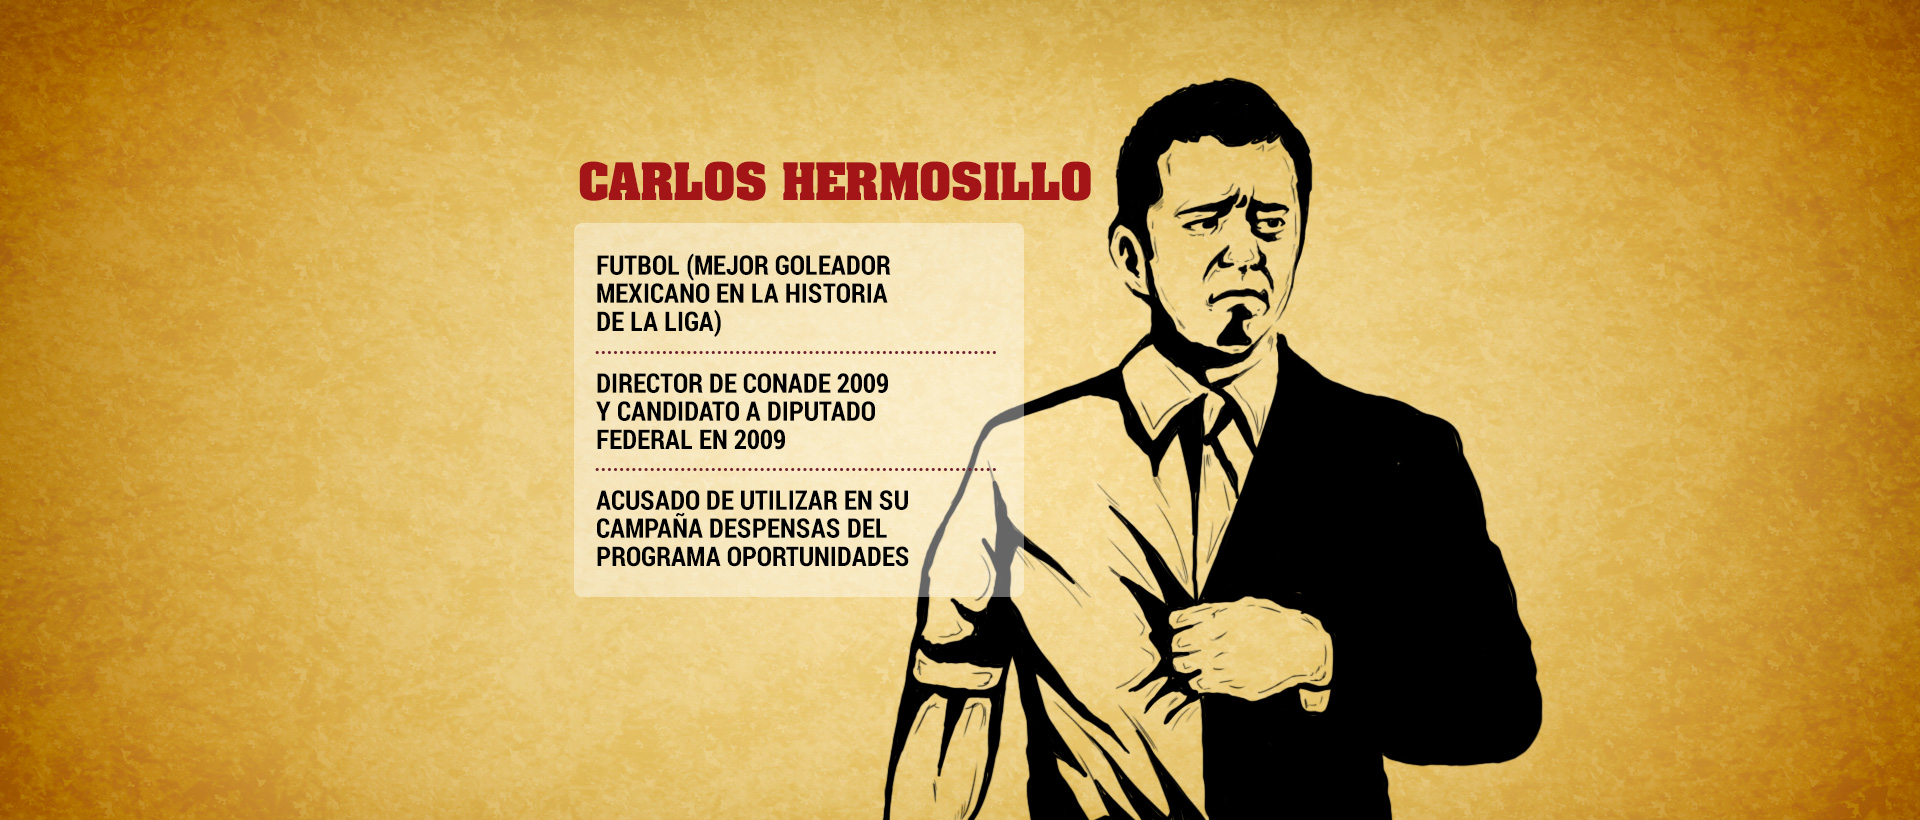 CARLOS HERMOSILLO
FUTBOL (MEJOR GOLEADOR
MEXICANO EN LA HISTORIA
DE LA LIGA)
DIRECTOR DE CONADE 2009
Y CANDIDATO A DIPUTADO
FEDERAL EN 2009
ACUSADO DE UTILIZAR EN SU
CAMPAÑA DESPENSAS DEL
PROGRAMA OPORTUNIDADES